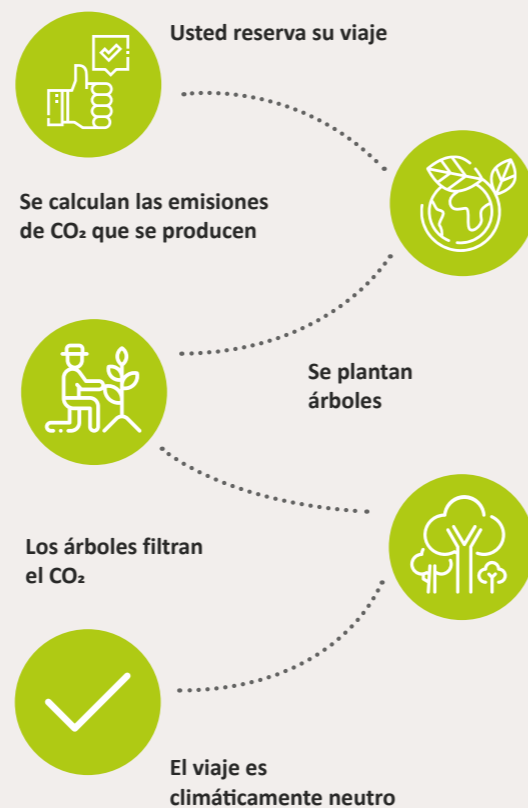 Usted reserva su viaje
Se calculan las emisiones
de CO₂ que se producen
Se plantan
árboles
Los árboles filtran
el CO₂
El viaje es
climáticamente neutro